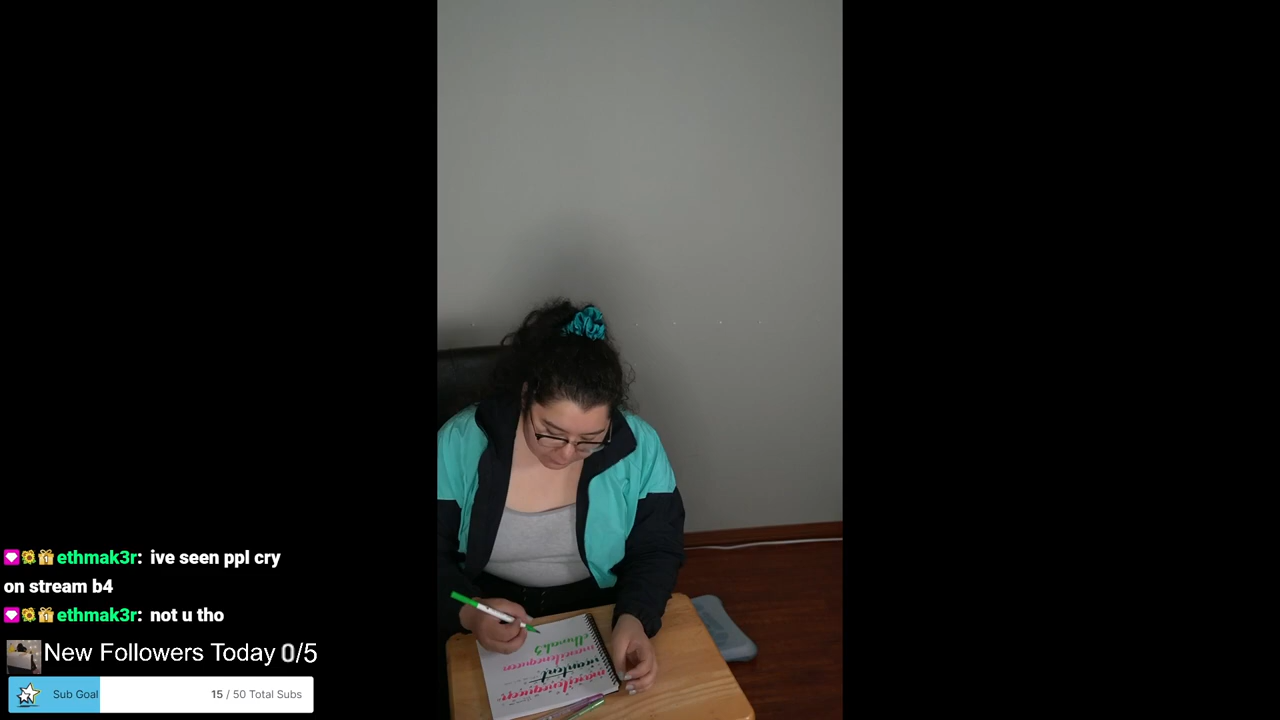 ethmak3r: ive seen ppl cry
on stream b4
ethmak3r: not u tho
New Followers Today 0/5
Sub Goal 15 / 50 Total Subs